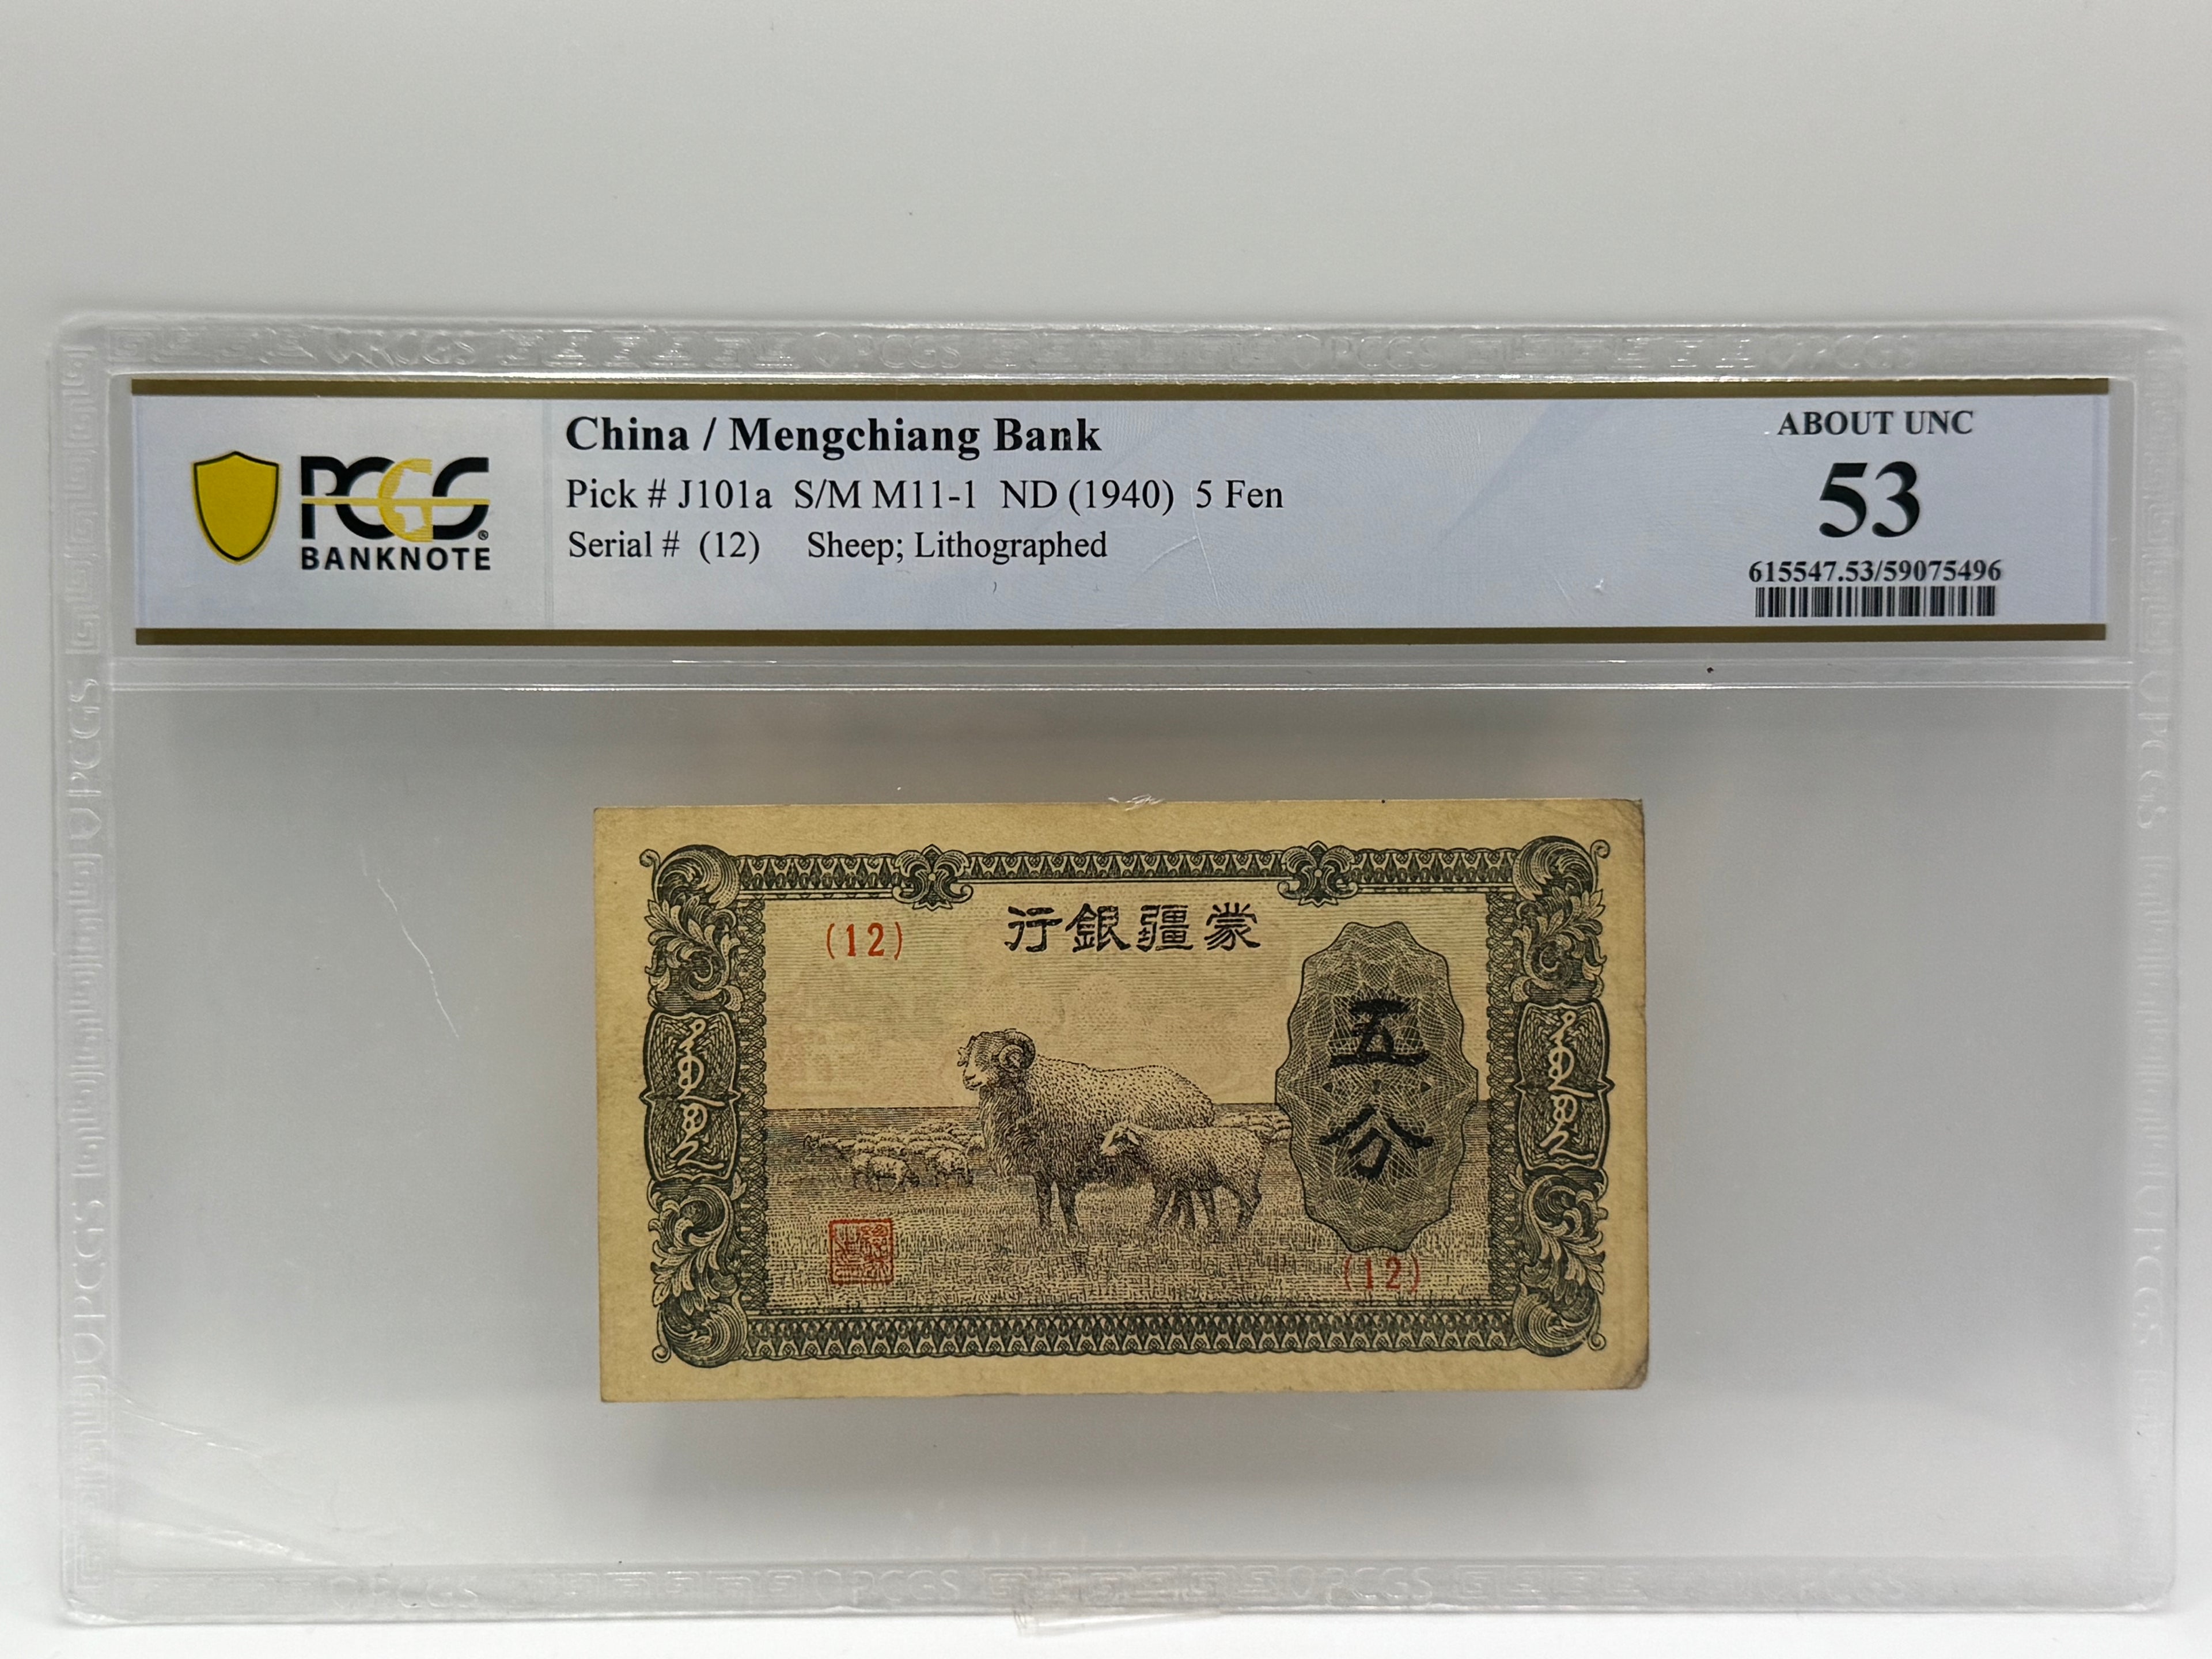 PCGS
BANKNOTE
China / Mengchiang Bank
Pick # J101a S/M M11-1 ND (1940) 5 Fen
Serial # (12) Sheep; Lithographed
ABOUT UNC
53
615547.53/59075496
(12)
行銀疆蒙
五分
(12)